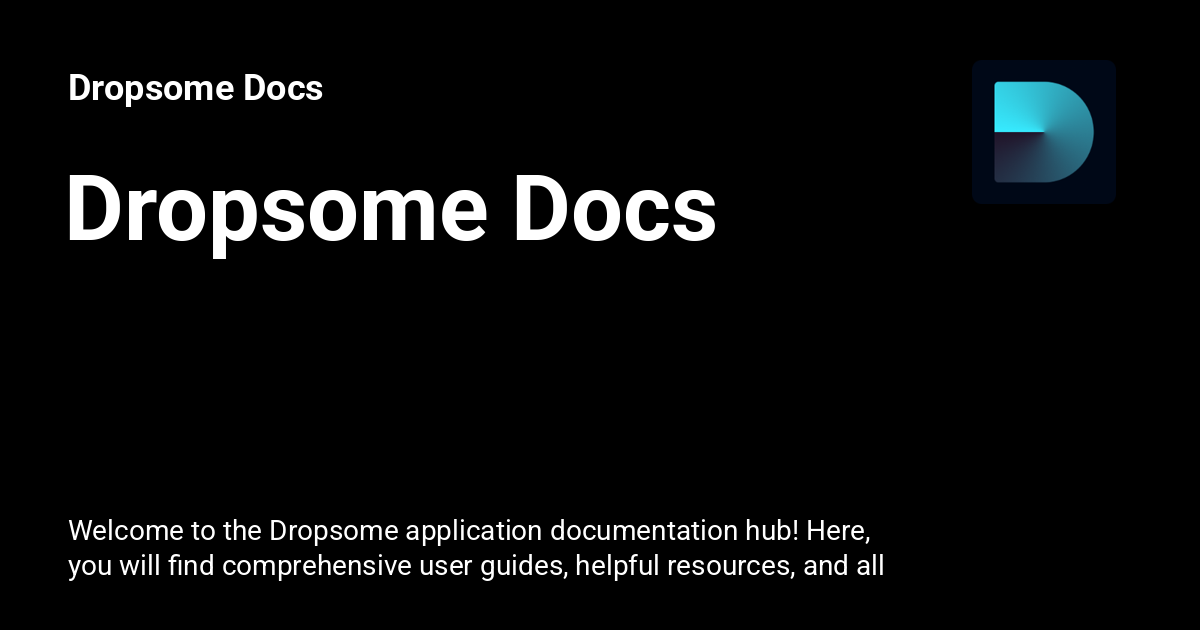 Dropsome Docs
Dropsome Docs
Welcome to the Dropsome application documentation hub! Here,
you will find comprehensive user guides, helpful resources, and all